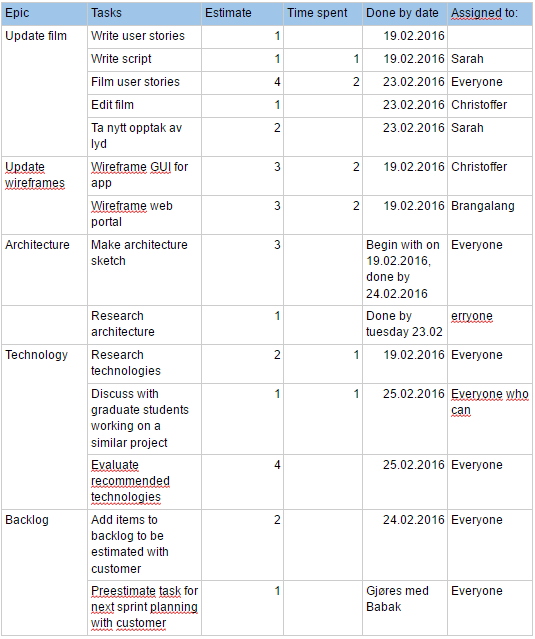 Epic Tasks Estimate Time spent Done by date Assigned to:
Update film Write user stories 1 19.02.2016
Write script 1 1 19.02.2016 Sarah
Film user stories 4 2 23.02.2016 Everyone
Edit film 1 23.02.2016 Christoffer
Ta nytt opptak av 2 23.02.2016 Sarah
lyd
Update Wireframe GUI for 3 2 19.02.2016 Christoffer
wireframes app
Wireframe web 3 2 19.02.2016 Brangalang
portal
Architecture Make architecture 3 Begin with on Everyone
sketch 19.02.2016,
done by
24.02.2016
Research 1 Done by erryone
architecture tuesday 23.02
Technology Research 2 1 19.02.2016 Everyone
technologies
Discuss with 1 1 25.02.2016 Everyone who
graduate students can
working on a
similar project
Evaluate 4 25.02.2016 Everyone
recommended
technologies
Backlog Add items to 2 24.02.2016 Everyone
backlog to be
estimated with
customer
Preestimate task for 1 Gjøres med Everyone
next sprint planning Babak
with customer